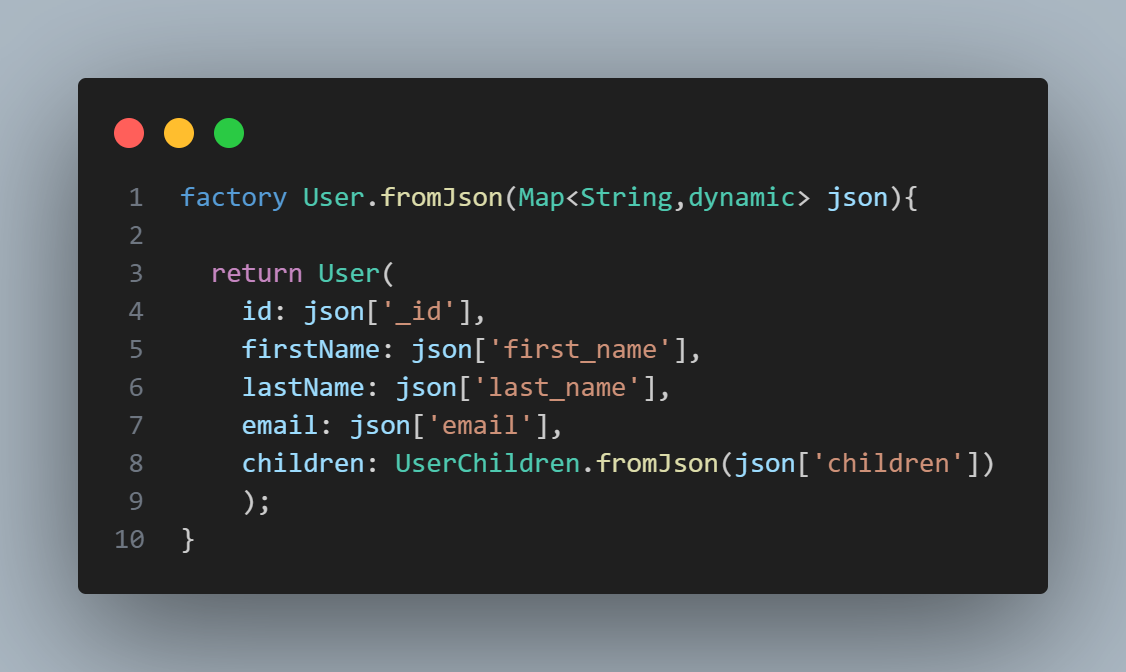 1 factory User.fromJson(Map<String,dynamic> json){
2
3   return User(
4     id: json['_id'],
5     firstName: json['first_name'],
6     lastName: json['last_name'],
7     email: json['email'],
8     children: UserChildren.fromJson(json['children'])
9     );
10 }